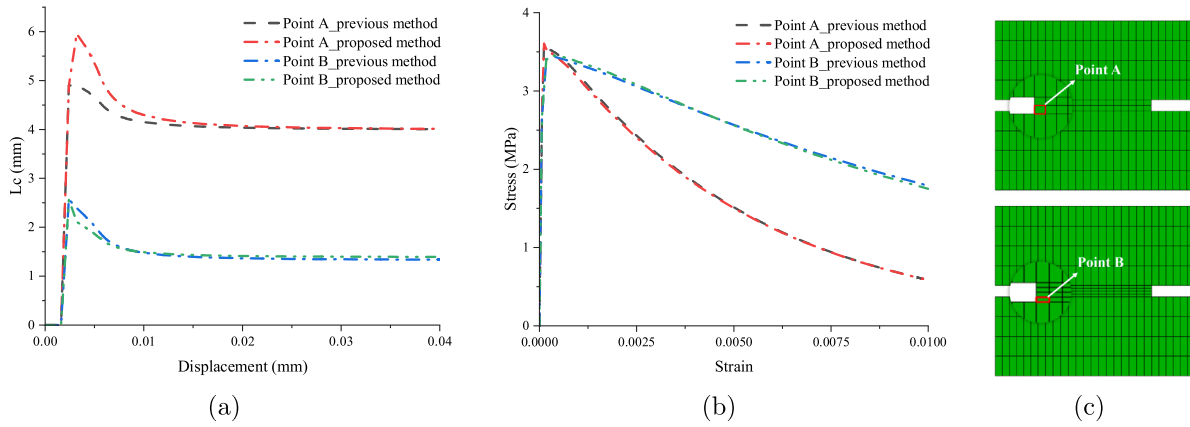 Point A_previous method
Point A_proposed method
Point B_previous method
Point B_proposed method
Lc (mm)
6
5
4
3
2
1
0
0.00 0.01 0.02 0.03 0.04
Displacement (mm)
(a)
Point A_previous method
Point A_proposed method
Point B_previous method
Point B_proposed method
Stress (MPa)
4
3
2
1
0
0.0000 0.0025 0.0050 0.0075 0.0100
Strain
(b)
Point A
Point B
(c)